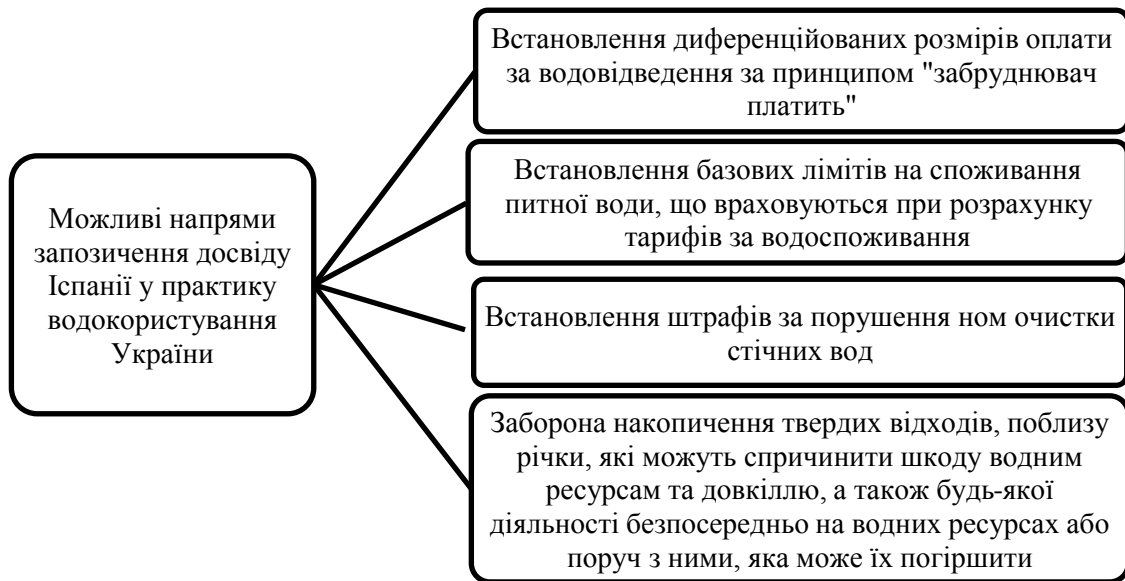 Можливі напрями
запозичення досвіду
Іспанії у практику
водокористування
України
Встановлення диференційованих розмірів оплати
за водовідведення за принципом "забруднювач
платить"
Встановлення базових лімітів на споживання
питної води, що враховуються при розрахунку
тарифів за водоспоживання
Встановлення штрафів за порушення ном очистки
стічних вод
Заборона накопичення твердих відходів, поблизу
річки, які можуть спричинити шкоду водним
ресурсам та довкіллю, а також будь-якої
діяльності безпосередньо на водних ресурсах або
поруч з ними, яка може їх погіршити